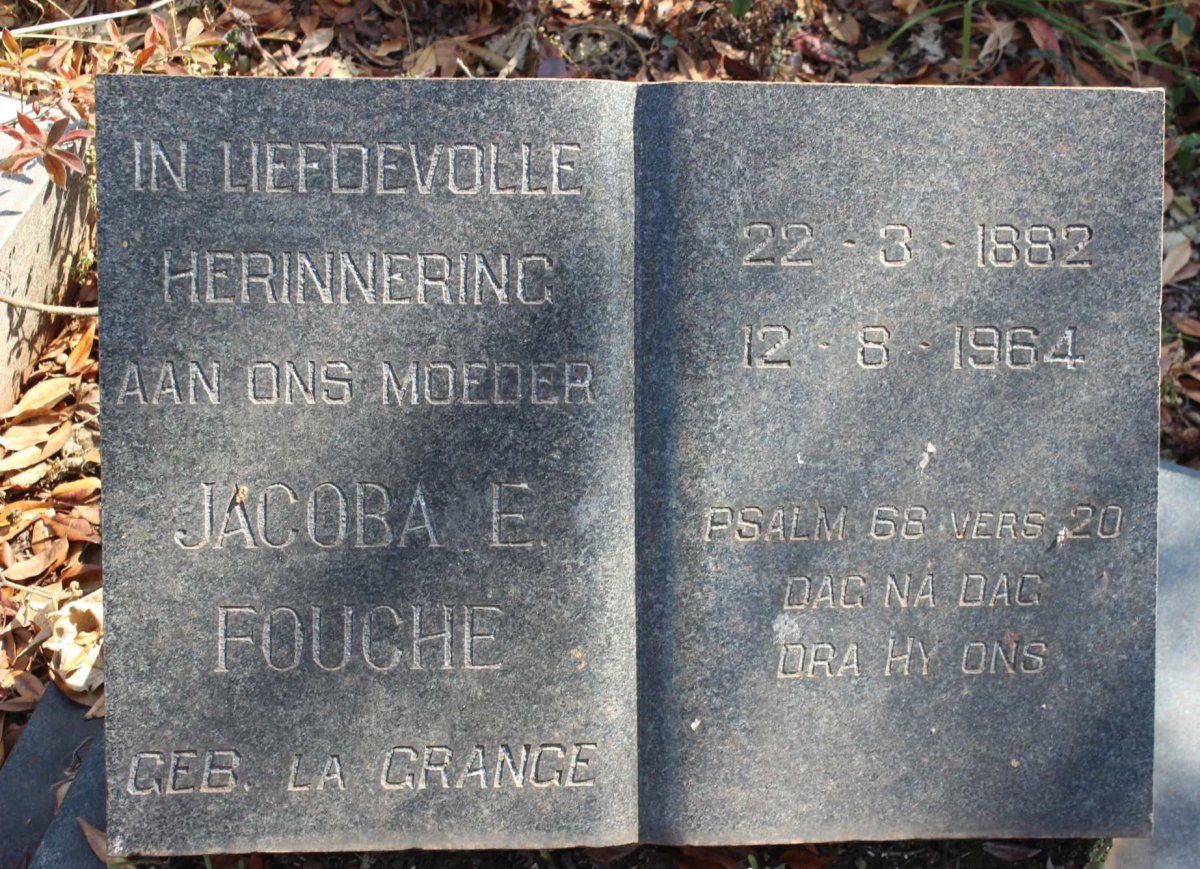 IN LIEFDEVOLLE
HERINNERING
AAN ONS MOEDER
JACOBA E.
FOUCHE
GEB. LA GRANGE
22 · 3 · 1882
12 · 8 · 1964
PSALM 68 VERS 20
DAG NÁ DAG
DRA HY ONS